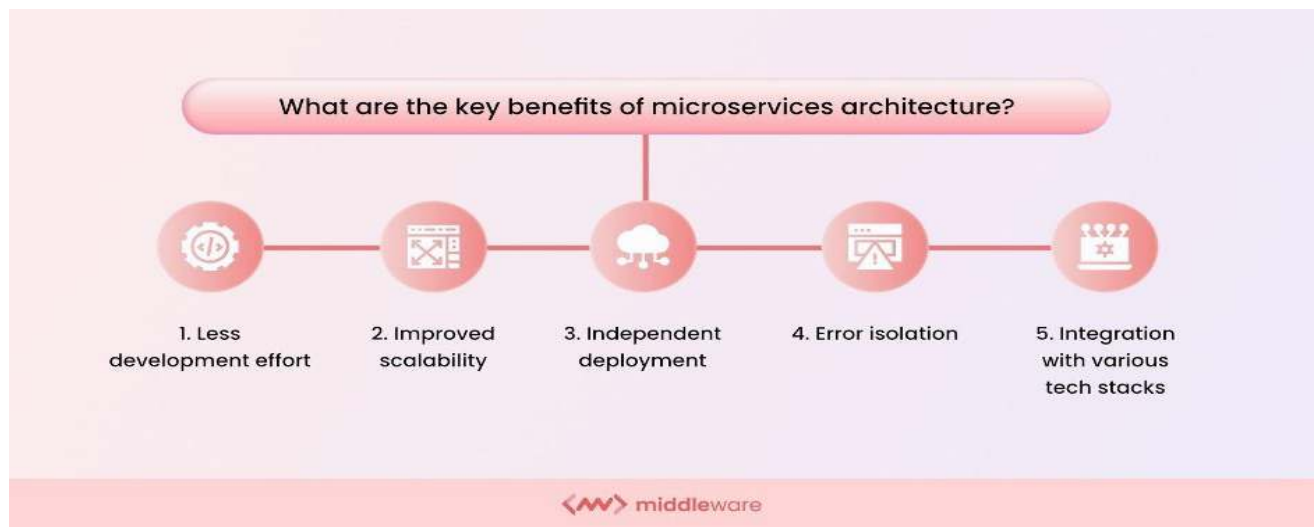 What are the key benefits of microservices architecture?
1. Less
development effort
2. Improved
scalability
3. Independent
deployment
4. Error isolation
5. Integration
with various
tech stacks
middleware